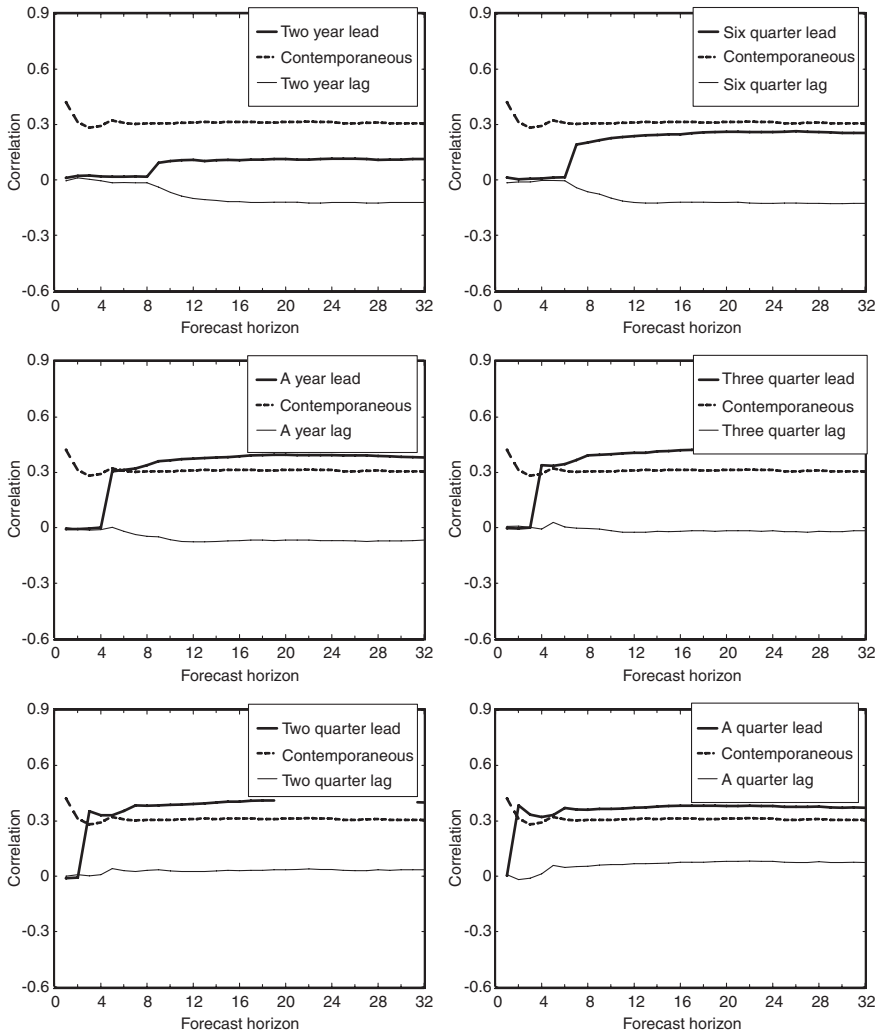 0.9
0.6
0.3
0
-0.3
-0.6
Correlation
0 4 8 12 16 20 24 28 32
Forecast horizon
Two year lead
Contemporaneous
Two year lag
0.9
0.6
0.3
0
-0.3
-0.6
Correlation
0 4 8 12 16 20 24 28 32
Forecast horizon
Six quarter lead
Contemporaneous
Six quarter lag
0.9
0.6
0.3
0
-0.3
-0.6
Correlation
0 4 8 12 16 20 24 28 32
Forecast horizon
A year lead
Contemporaneous
A year lag
0.9
0.6
0.3
0
-0.3
-0.6
Correlation
0 4 8 12 16 20 24 28 32
Forecast horizon
Three quarter lead
Contemporaneous
Three quarter lag
0.9
0.6
0.3
0
-0.3
-0.6
Correlation
0 4 8 12 16 20 24 28 32
Forecast horizon
Two quarter lead
Contemporaneous
Two quarter lag
0.9
0.6
0.3
0
-0.3
-0.6
Correlation
0 4 8 12 16 20 24 28 32
Forecast horizon
A quarter lead
Contemporaneous
A quarter lag